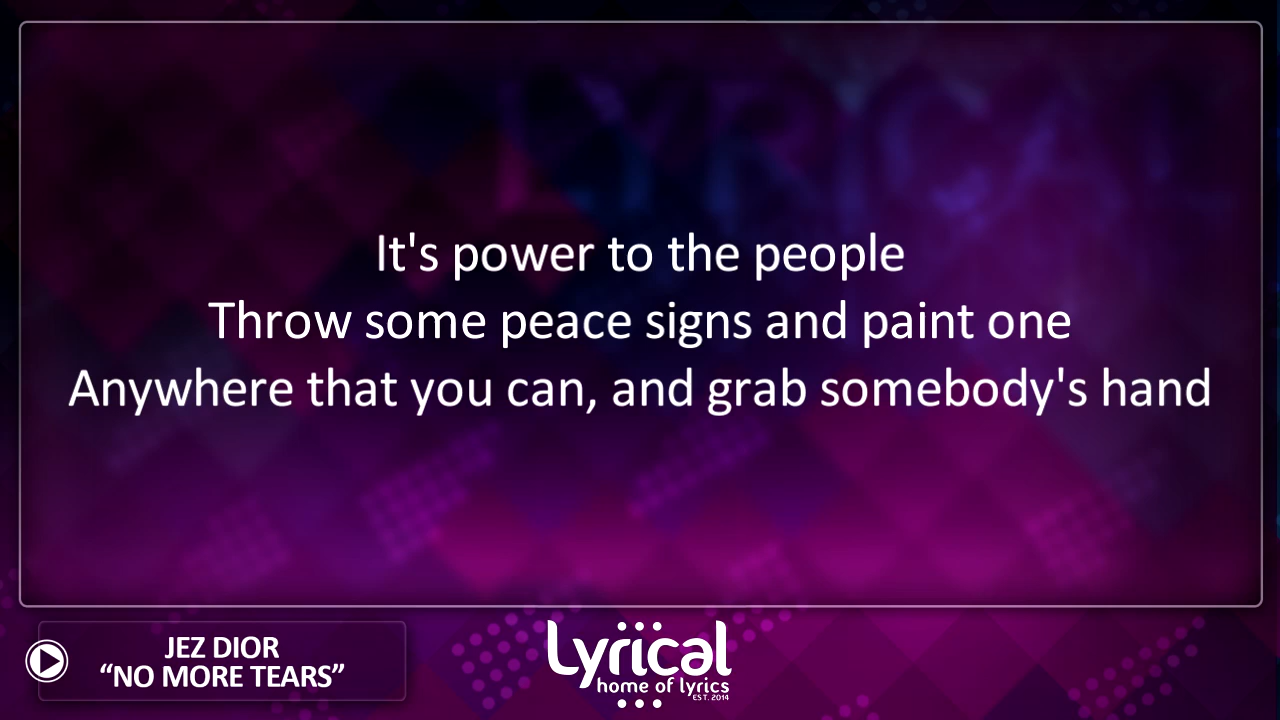 LYRICAL
It's power to the people
Throw some peace signs and paint one
Anywhere that you can, and grab somebody's hand
JEZ DIOR
“NO MORE TEARS”
Lyrical
home of lyrics
EST. 2014